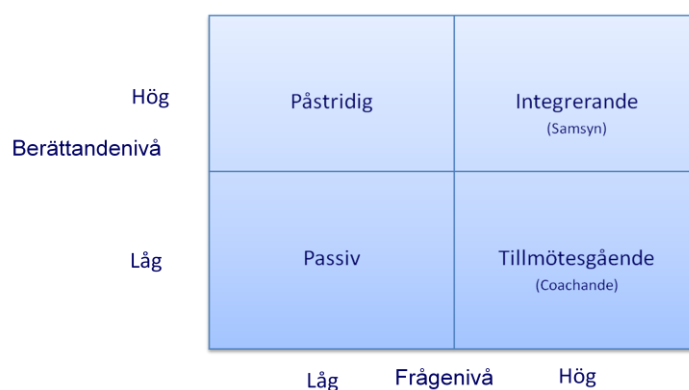 Hög
Påstridig
Integrerande
(Samsyn)
Berättandenivå
Låg
Passiv
Tillmötesgående
(Coachande)
Låg
Frågenivå
Hög